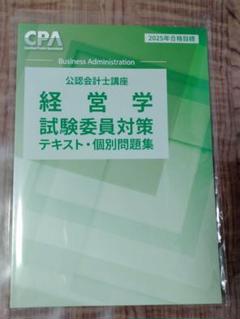 CPA
2025年合格目標
Business Administration
公認会計士講座
経営学
試験委員対策
テキスト・個別問題集